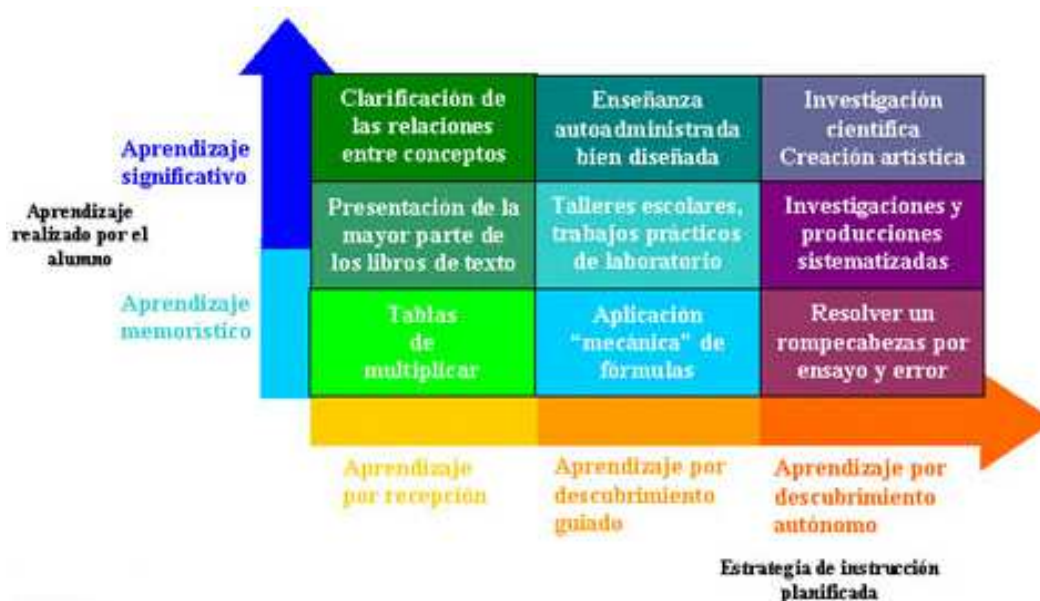 Clarificación de
las relaciones
entre conceptos
Enseñanza
autoadministrada
bien diseñada
Investigación
científica
Creación artística
Aprendizaje
significativo
Aprendizaje
realizado por el
alumno
Presentación de la
mayor parte de
los libros de texto
Talleres escolares,
trabajos prácticos
de laboratorio
Investigaciones y
producciones
sistematizadas
Aprendizaje
memorístico
Tablas
de
multiplicar
Aplicación
“mecánica” de
fórmulas
Resolver un
rompecabezas por
ensayo y error
Aprendizaje
por recepción
Aprendizaje por
descubrimiento
guiado
Aprendizaje por
descubrimiento
autónomo
Estrategia de instrucción
planificada